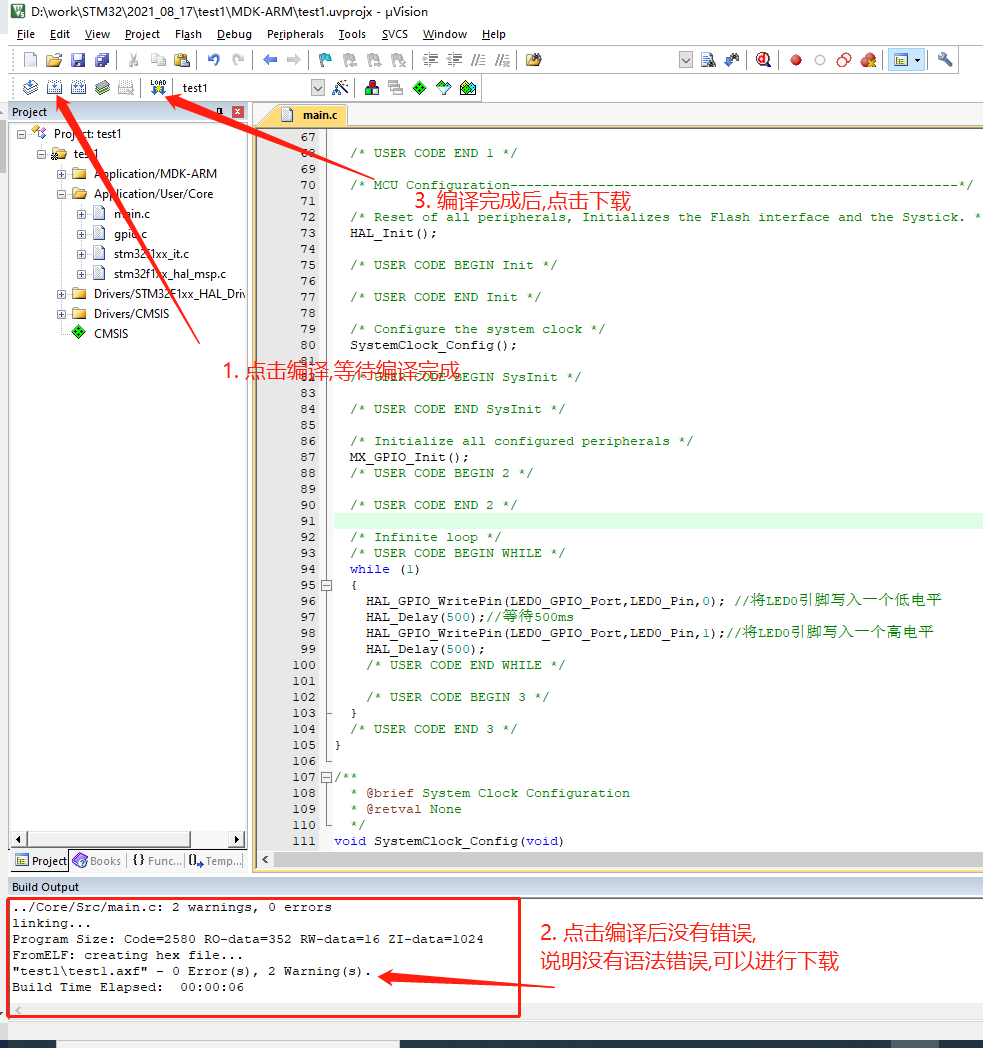 D:\work\STM32\2021_08_17\test1\MDK-ARM\test1.uvprojx - µVision
File Edit View Project Flash Debug Peripherals Tools SVCS Window Help
LOAD test1
Project
main.c
Project: test1
Application/MDK-ARM
Application/User/Core
main.c
stm32f1xx_it.c
stm32f1xx_hal_msp.c
Drivers/STM32F1xx_HAL_Driv
Drivers/CMSIS
CMSIS
67
68 /* USER CODE END 1 */
69
70 /* MCU Configuration--------------------------------------------------------*/
3. 编译完成后,点击下载
71
72 /* Reset of all peripherals, Initializes the Flash interface and the Systick. *
73 HAL_Init();
74
75 /* USER CODE BEGIN Init */
76
77 /* USER CODE END Init */
78
79 /* Configure the system clock */
80 SystemClock_Config();
81
1. 点击编译,等待编译完成
82 /* USER CODE BEGIN SysInit */
83
84 /* USER CODE END SysInit */
85
86 /* Initialize all configured peripherals */
87 MX_GPIO_Init();
88 /* USER CODE BEGIN 2 */
89
90 /* USER CODE END 2 */
91
92 /* Infinite loop */
93 /* USER CODE BEGIN WHILE */
94 while (1)
95 {
96 HAL_GPIO_WritePin(LED0_GPIO_Port,LED0_Pin,0); //将LED0引脚写入一个低电平
97 HAL_Delay(500);//等待500ms
98 HAL_GPIO_WritePin(LED0_GPIO_Port,LED0_Pin,1);//将LED0引脚写入一个高电平
99 HAL_Delay(500);
100 /* USER CODE END WHILE */
101
102 /* USER CODE BEGIN 3 */
103 }
104 /* USER CODE END 3 */
105 }
106
107 /**
108 * @brief System Clock Configuration
109 * @retval None
110 */
111 void SystemClock_Config(void)
Project Books {} Func... Temp...
Build Output
../Core/Src/main.c: 2 warnings, 0 errors
linking...
Program Size: Code=2580 RO-data=352 RW-data=16 ZI-data=1024
FromELF: creating hex file...
"test1\test1.axf" - 0 Error(s), 2 Warning(s).
Build Time Elapsed: 00:00:06
2. 点击编译后没有错误,
说明没有语法错误,可以进行下载